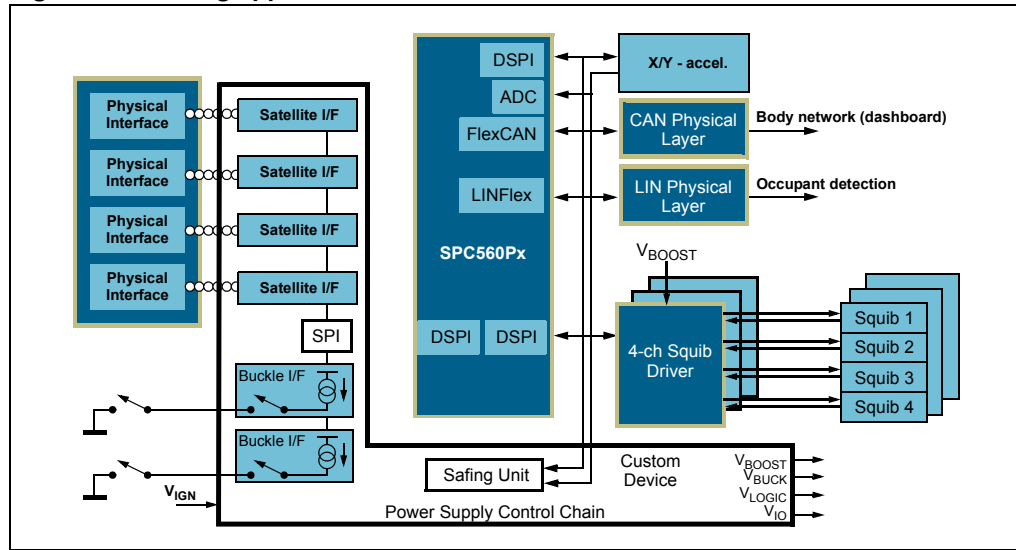 DSPI
X/Y - accel.
ADC
Physical
Interface
Satellite I/F
FlexCAN
CAN Physical
Layer
Body network (dashboard)
Physical
Interface
Satellite I/F
LINFlex
LIN Physical
Layer
Occupant detection
Physical
Interface
Satellite I/F
SPC560Px
VBOOST
Physical
Interface
Satellite I/F
SPI
DSPI
DSPI
4-ch Squib
Driver
Squib 1
Squib 2
Squib 3
Squib 4
Buckle I/F
Buckle I/F
VIGN
Safing Unit
Custom
Device
Power Supply Control Chain
VBOOST
VBUCK
VLOGIC
VIO